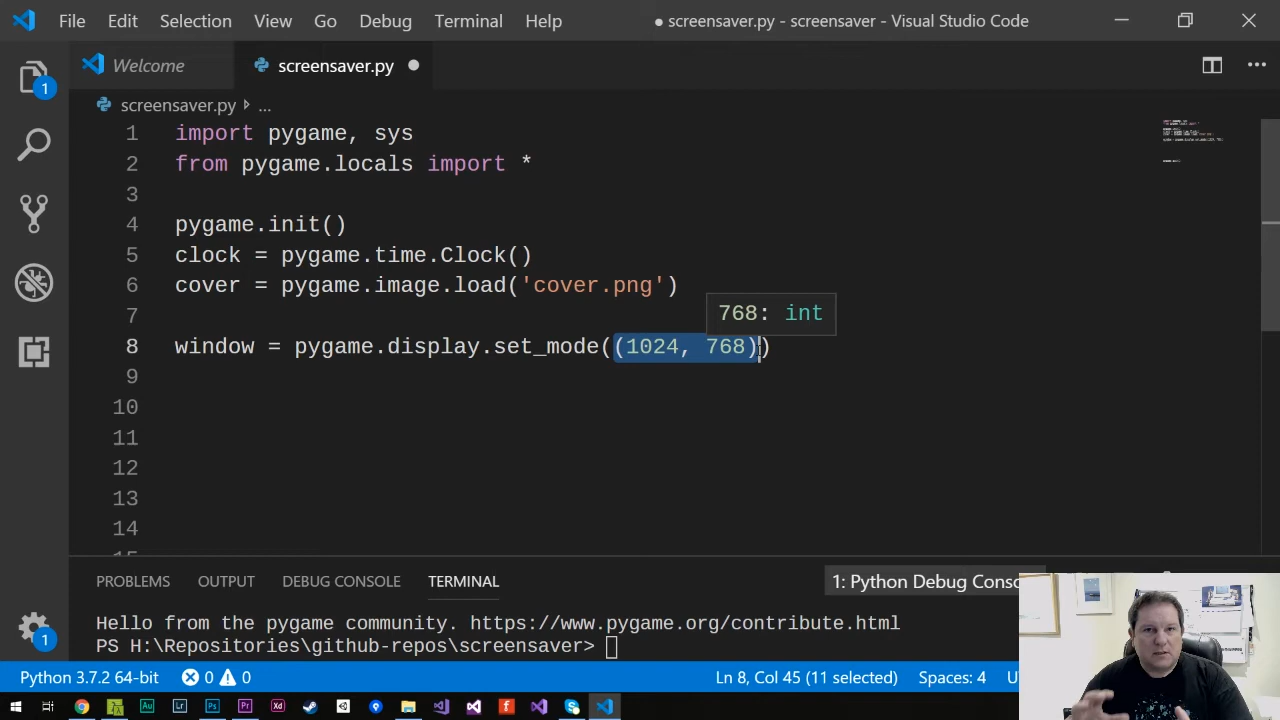 File Edit Selection View Go Debug Terminal Help ● screensaver.py - screensaver - Visual Studio Code
Welcome screensaver.py
screensaver.py ...
1 import pygame, sys
2 from pygame.locals import *
3
4 pygame.init()
5 clock = pygame.time.Clock()
6 cover = pygame.image.load('cover.png')
7
768: int
8 window = pygame.display.set_mode((1024, 768))
9
10
11
12
13
14
PROBLEMS OUTPUT DEBUG CONSOLE TERMINAL 1: Python Debug Conso
Hello from the pygame community. https://www.pygame.org/contribute.html
PS H:\Repositories\github-repos\screensaver>
Python 3.7.2 64-bit 0 0 Ln 8, Col 45 (11 selected) Spaces: 4
1
1